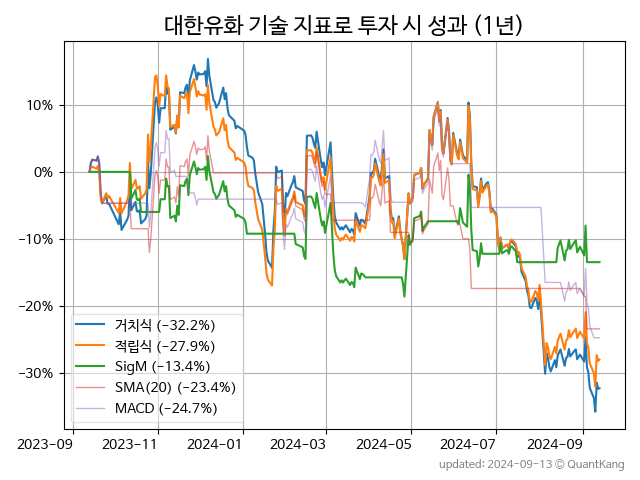 대한유화 기술 지표로 투자 시 성과 (1년)
10%
0%
−10%
−20%
−30%
거치식 (−32.2%)
적립식 (−27.9%)
SigM (−13.4%)
SMA(20) (−23.4%)
MACD (−24.7%)
2023-09 2023-11 2024-01 2024-03 2024-05 2024-07 2024-09
updated: 2024-09-13 ⓒ QuantKang